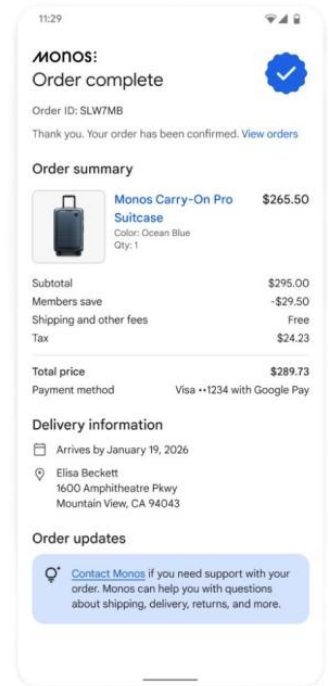 11:29
MONOS:
Order complete
Order ID: SLW7MB
Thank you. Your order has been confirmed. View orders
Order summary
Monos Carry-On Pro $265.50
Suitcase
Color: Ocean Blue
Qty: 1
Subtotal $295.00
Members save -$29.50
Shipping and other fees Free
Tax $24.23
Total price $289.73
Payment method Visa ••1234 with Google Pay
Delivery information
Arrives by January 19, 2026
Elisa Beckett
1600 Amphitheatre Pkwy
Mountain View, CA 94043
Order updates
Contact Monos if you need support with your
order. Monos can help you with questions
about shipping, delivery, returns, and more.